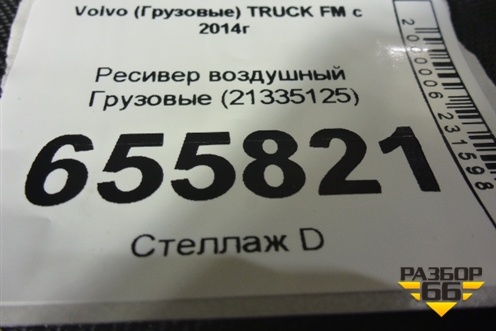 Volvo (Грузовые) TRUCK FM с
2014г
Ресивер воздушный
Грузовые (21335125)
655821
Стеллаж D
2000006231598
РАЗБОР
66